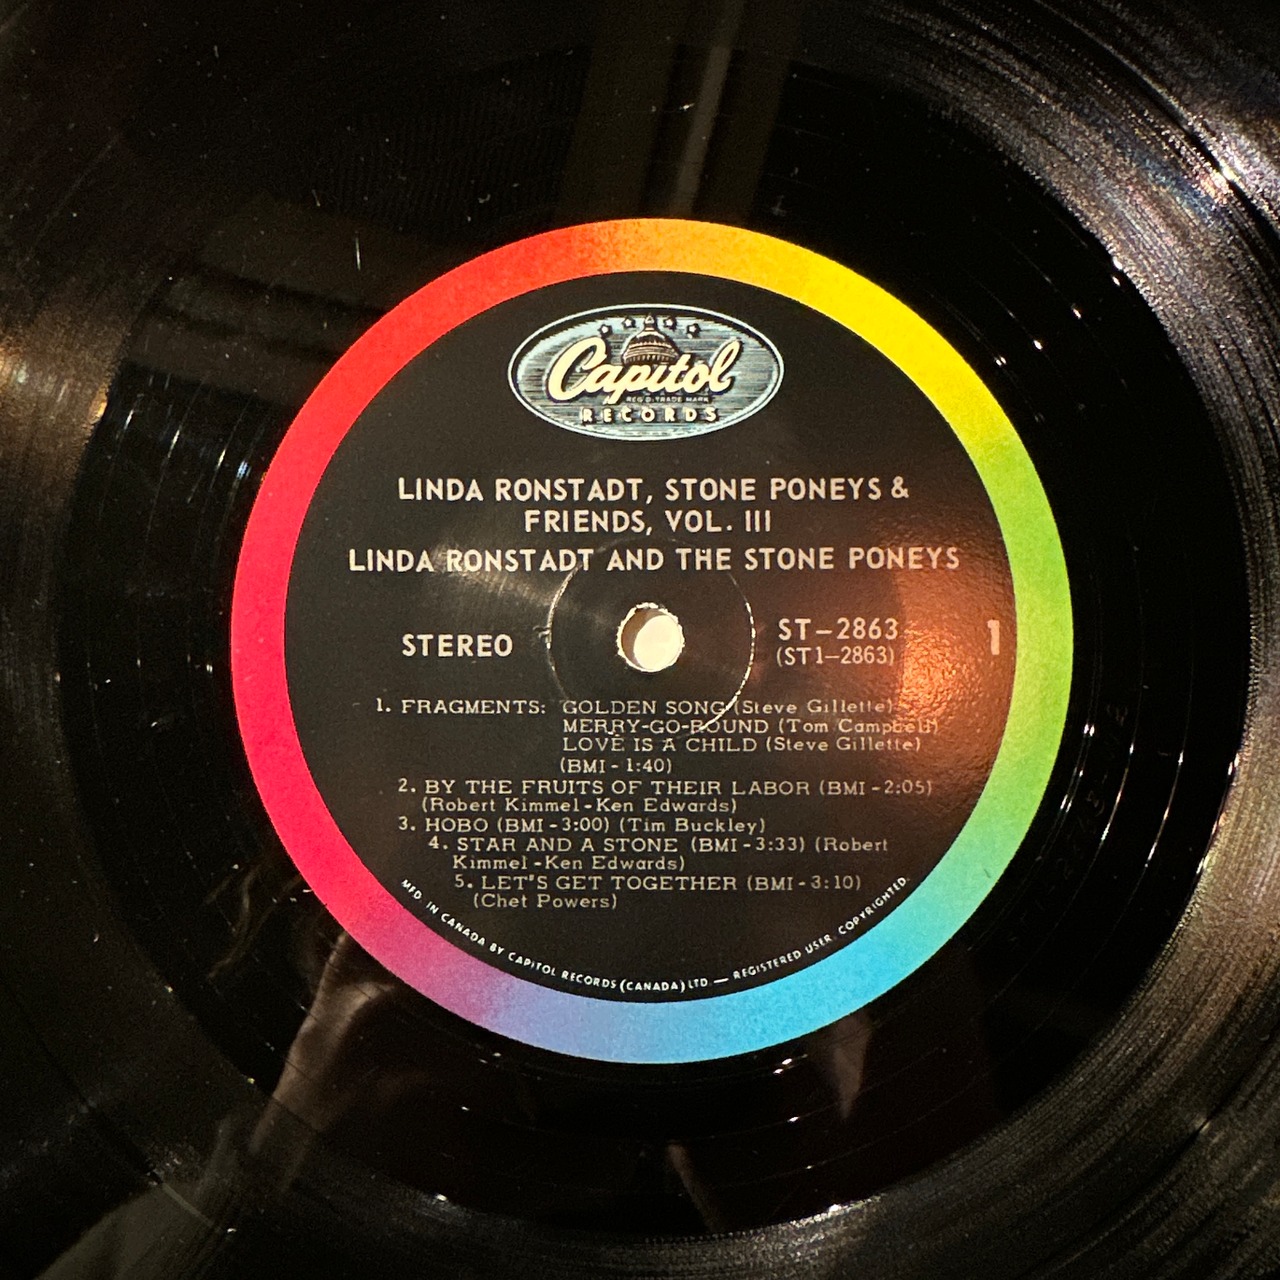 Capitol
REG'D. TRADE MARK
RECORDS
LINDA RONSTADT, STONE PONEYS &
FRIENDS, VOL. III
LINDA RONSTADT AND THE STONE PONEYS
STEREO
ST-2863
(ST1-2863)
1
1. FRAGMENTS: GOLDEN SONG (Steve Gillette)
MERRY-GO-ROUND (Tom Campbell)
LOVE IS A CHILD (Steve Gillette)
(BMI - 1:40)
2. BY THE FRUITS OF THEIR LABOR (BMI - 2:05)
(Robert Kimmel-Ken Edwards)
3. HOBO (BMI - 3:00) (Tim Buckley)
4. STAR AND A STONE (BMI - 3:33) (Robert
Kimmel - Ken Edwards)
5. LET'S GET TOGETHER (BMI - 3:10)
(Chet Powers)
MFD. IN CANADA BY CAPITOL RECORDS (CANADA) LTD. — REGISTERED USER. COPYRIGHTED.